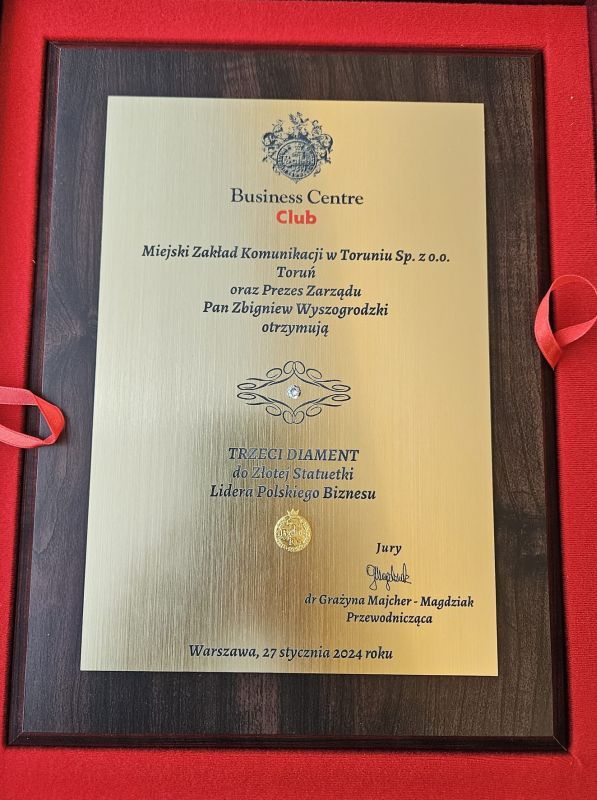 Business Centre
Club
Miejski Zakład Komunikacji w Toruniu Sp. z o.o.
Toruń
oraz Prezes Zarządu
Pan Zbigniew Wyszogrodzki
otrzymują
TRZECI DIAMENT
do Złotej Statuetki
Lidera Polskiego Biznesu
Jury
dr Grażyna Majcher - Magdziak
Przewodnicząca
Warszawa, 27 stycznia 2024 roku